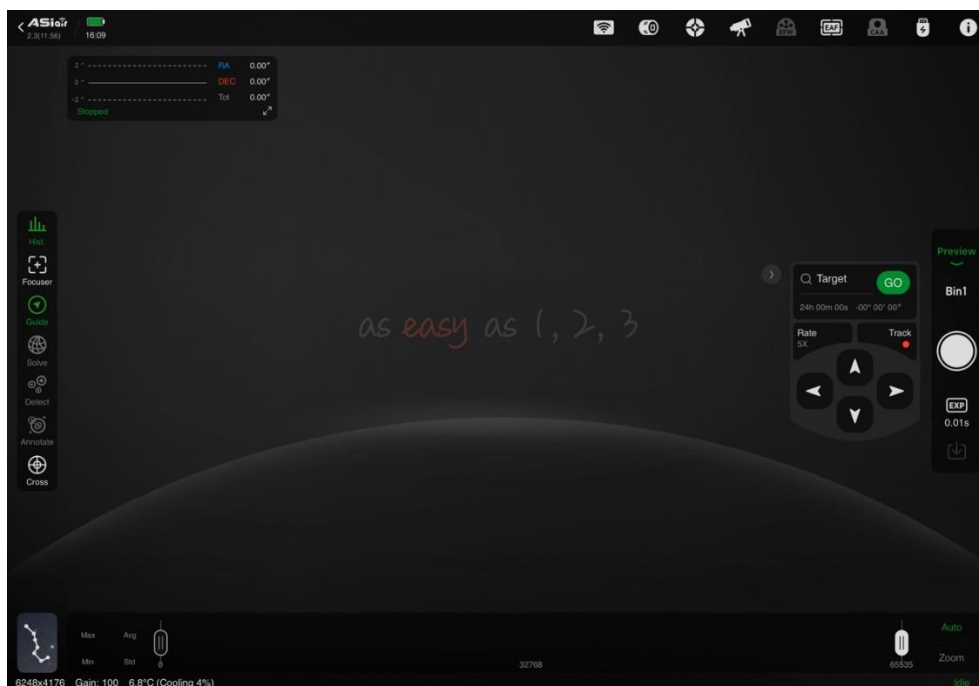 ASiair
2.3(11.56)
16:09
EFW
EAF
CAA
2 "
RA 0.00"
0 "
DEC 0.00"
-2 "
Tot 0.00"
Stopped
Hist.
Focuser
Guide
Solve
Detect
Annotate
Cross
as easy as 1, 2, 3
Target
GO
24h 00m 00s -00° 00' 00"
Rate
5X
Track
Preview
Bin1
EXP
0.01s
Max Avg
Min Std
0
32768
65535
Auto
Zoom
6248x4176 Gain: 100 6.8°C (Cooling 4%)
Idle